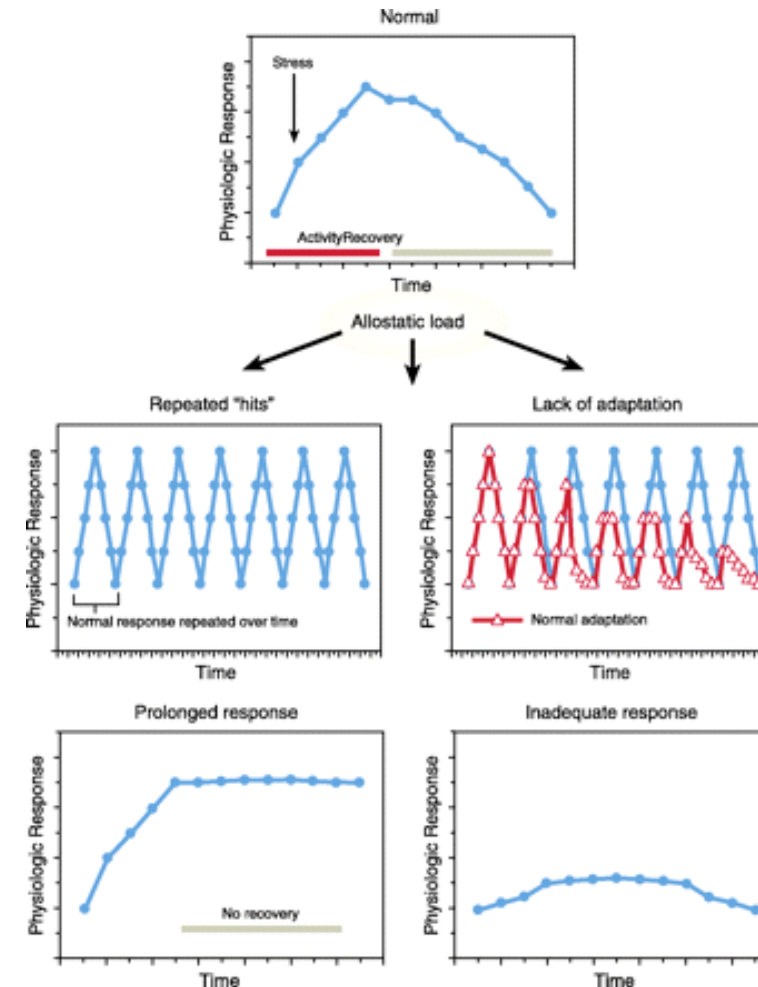 Normal
Stress
Physiologic Response
ActivityRecovery
Time
Allostatic load
Repeated "hits"
Physiologic Response
Normal response repeated over time
Time
Lack of adaptation
Physiologic Response
Normal adaptation
Time
Prolonged response
Physiologic Response
No recovery
Time
Inadequate response
Physiologic Response
Time